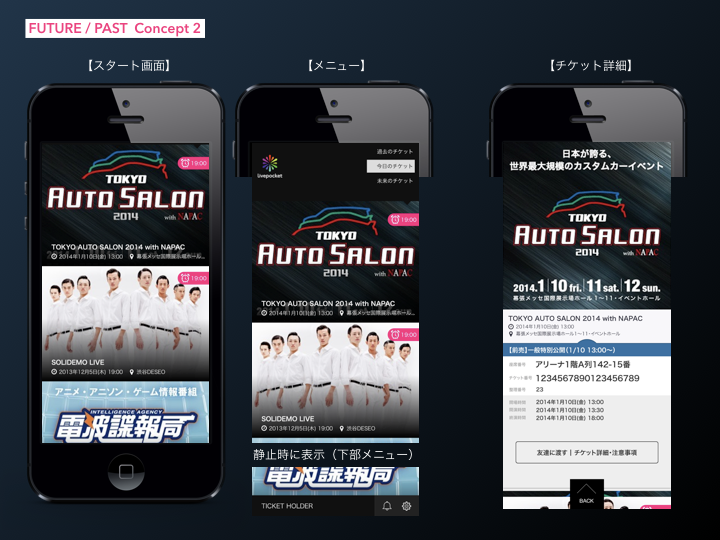 FUTURE / PAST Concept 2
【スタート画面】
19:00
TOKYO
AUTO SALON
2014
with NAPAC
TOKYO AUTO SALON 2014 with NAPAC
2014年1月10日(金) 13:00 幕張メッセ国際展示場ホール...
19:00
SOLIDEMO LIVE
2013年12月5日(木) 19:00 渋谷DESEO
アニメ・アニソン・ゲーム情報番組
INTELLIGENCE AGENCY
電波諜報局
【メニュー】
livepocket
過去のチケット
今日のチケット
未来のチケット
19:00
TOKYO
AUTO SALON
2014
with NAPAC
TOKYO AUTO SALON 2014 with NAPAC
2014年1月10日(金) 13:00 幕張メッセ国際展示場ホール...
19:00
SOLIDEMO LIVE
2013年12月5日(木) 19:00 渋谷DESEO
静止時に表示（下部メニュー）
TICKET HOLDER
【チケット詳細】
日本が誇る、
世界最大規模のカスタムカーイベント
TOKYO
AUTO SALON
2014
with NAPAC
2014.1 10 fri. 11 sat. 12 sun.
幕張メッセ国際展示場ホール1〜11・イベントホール
TOKYO AUTO SALON 2014 with NAPAC
2014年1月10日(金) 13:00
幕張メッセ国際展示場ホール1〜11・イベントホール
【前売】一般特別公開(1/10 13:00〜)
座席番号 アリーナ1階A列142-15番
チケット番号 12345678901234567​89
整理番号 23
開場時間 2014年1月10日(金) 13:00
開演時間 2014年1月10日(金) 13:30
2014年1月10日(金) 18:00
友達に渡す | チケット詳細・注意事項
BACK